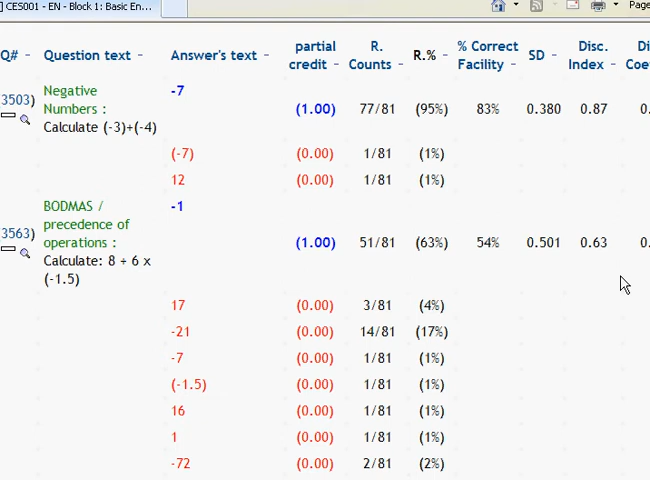 ] CES001 - EN - Block 1: Basic En...
Page
Q# Question text Answer's text partial credit R. Counts R.% % Correct Facility SD Disc. Index
3503) Negative Numbers : Calculate (-3)+(-4) -7 (1.00) 77/81 (95%) 83% 0.380 0.87 0.
(-7) (0.00) 1/81 (1%)
12 (0.00) 1/81 (1%)
3563) BODMAS / precedence of operations : Calculate: 8 + 6 x (-1.5) -1 (1.00) 51/81 (63%) 54% 0.501 0.63 0.
17 (0.00) 3/81 (4%)
-21 (0.00) 14/81 (17%)
-7 (0.00) 1/81 (1%)
(-1.5) (0.00) 1/81 (1%)
16 (0.00) 1/81 (1%)
1 (0.00) 1/81 (1%)
-72 (0.00) 2/81 (2%)